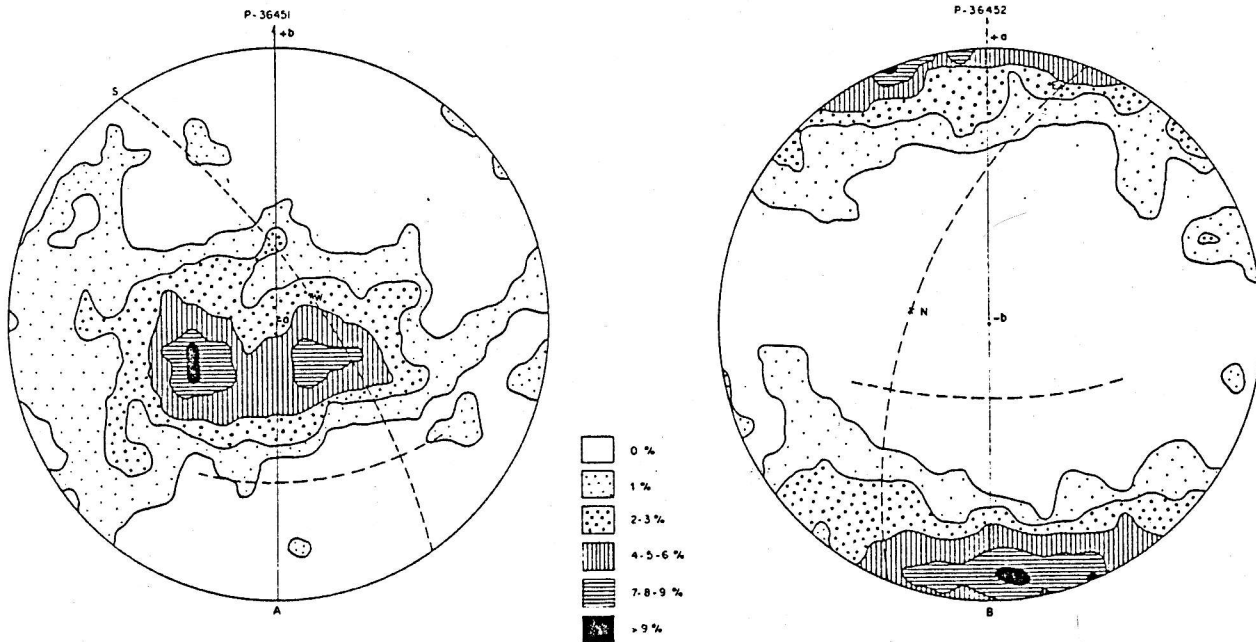 P-36451
+b
S
W
A
P-36452
+a
N
-b
B
0 %
1 %
2-3 %
4-5-6 %
7-8-9 %
>9 %